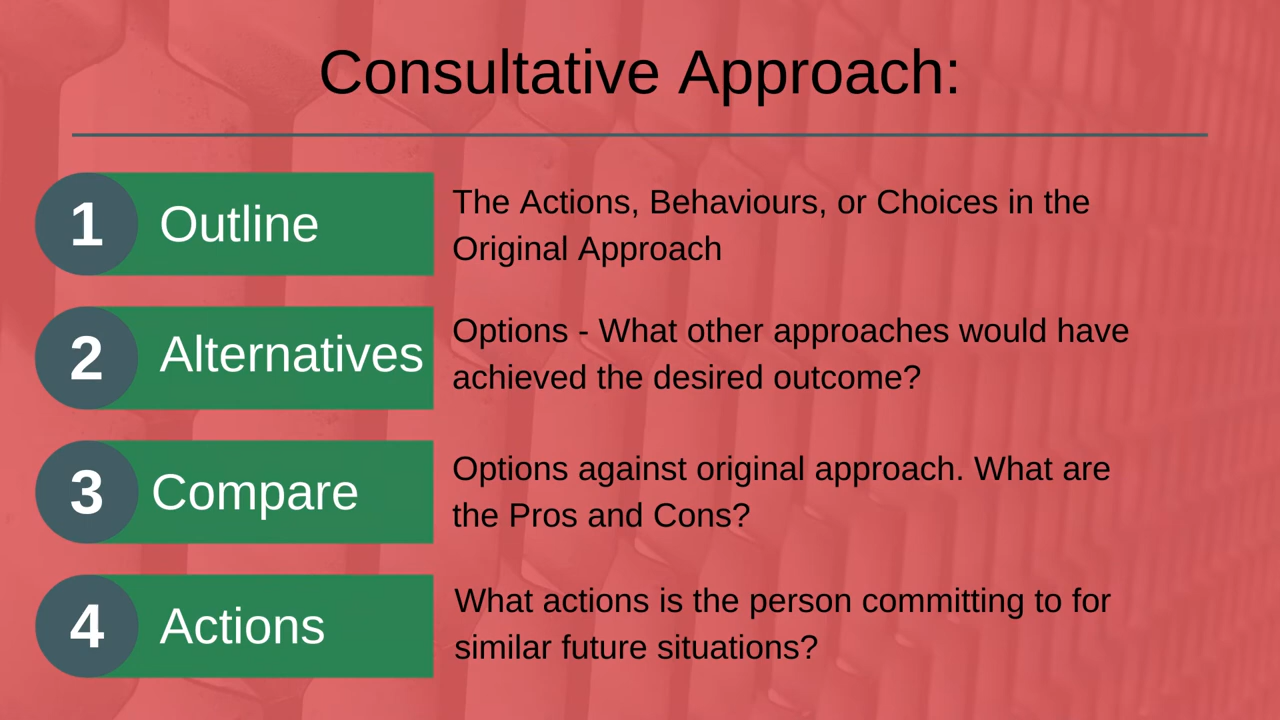 Consultative Approach:
1 Outline
The Actions, Behaviours, or Choices in the
Original Approach
2 Alternatives
Options - What other approaches would have
achieved the desired outcome?
3 Compare
Options against original approach. What are
the Pros and Cons?
4 Actions
What actions is the person committing to for
similar future situations?